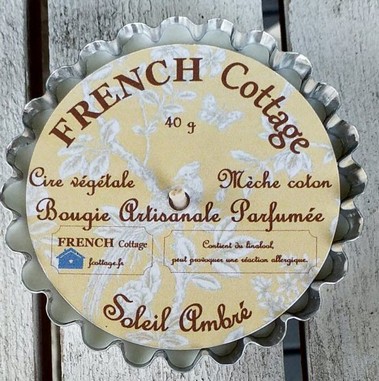 FRENCH Cottage
40 g
Cire végétale
Mèche coton
Bougie Artisanale Parfumée
FRENCH Cottage
fcottage.fr
Contient du linalool,
peut provoquer une réaction allergique.
Soleil Ambré